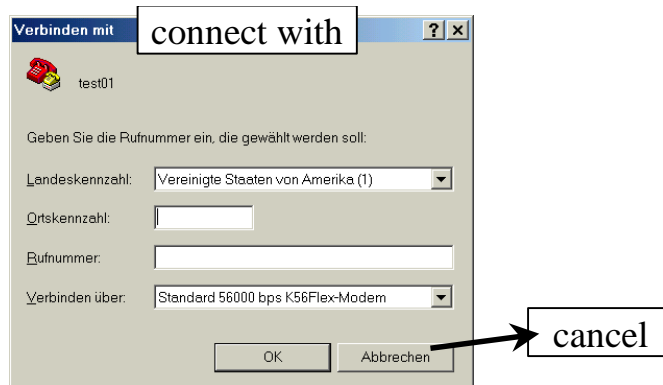 Verbinden mit
connect with
? ×
test01
Geben Sie die Rufnummer ein, die gewählt werden soll:
Landeskennzahl: Vereinigte Staaten von Amerika (1)
Ortskennzahl:
Rufnummer:
Verbinden über: Standard 56000 bps K56Flex-Modem
OK Abbrechen
cancel